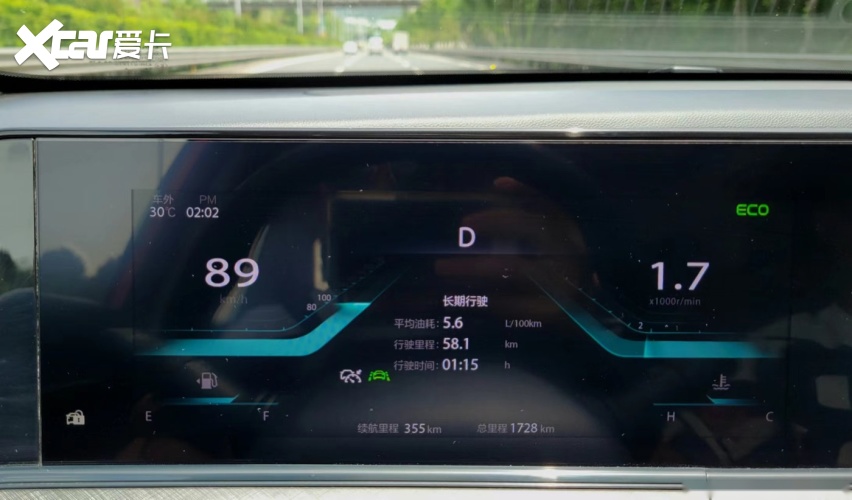 Xcar爱卡
车外 PM
30℃ 02:02
ECO
D
89
km/h
1.7
x1000r/min
100
80
2
长期行驶
平均油耗: 5.6 L/100km
行驶里程: 58.1 km
行驶时间: 01:15 h
E F
H C
续航里程 355 km 总里程 1728 km